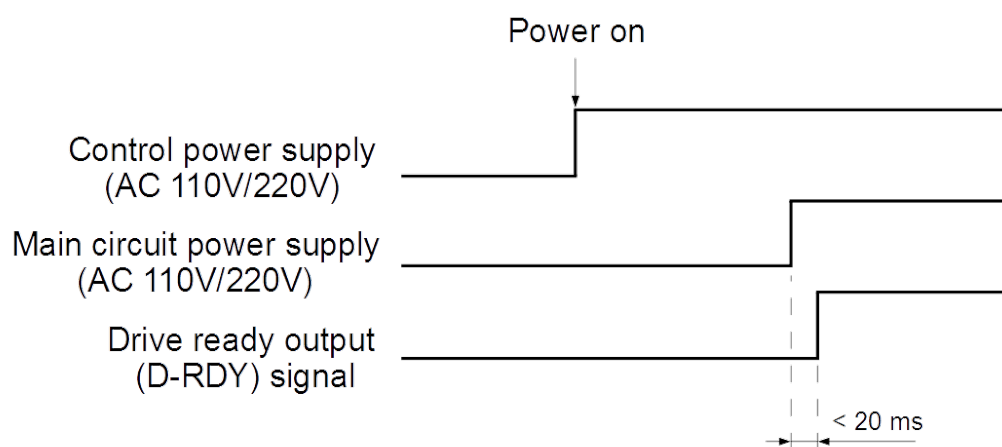 Power on
Control power supply
(AC 110V/220V)
Main circuit power supply
(AC 110V/220V)
Drive ready output
(D-RDY) signal
< 20 ms